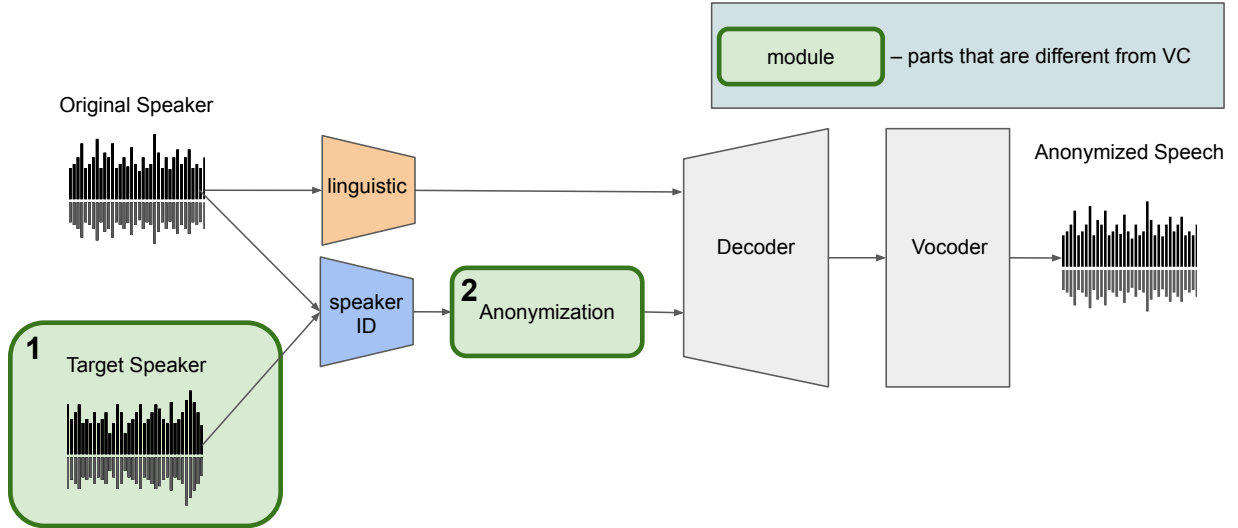 module
– parts that are different from VC
Original Speaker
linguistic
Anonymized Speech
Decoder
Vocoder
speaker
ID
2
Anonymization
1
Target Speaker